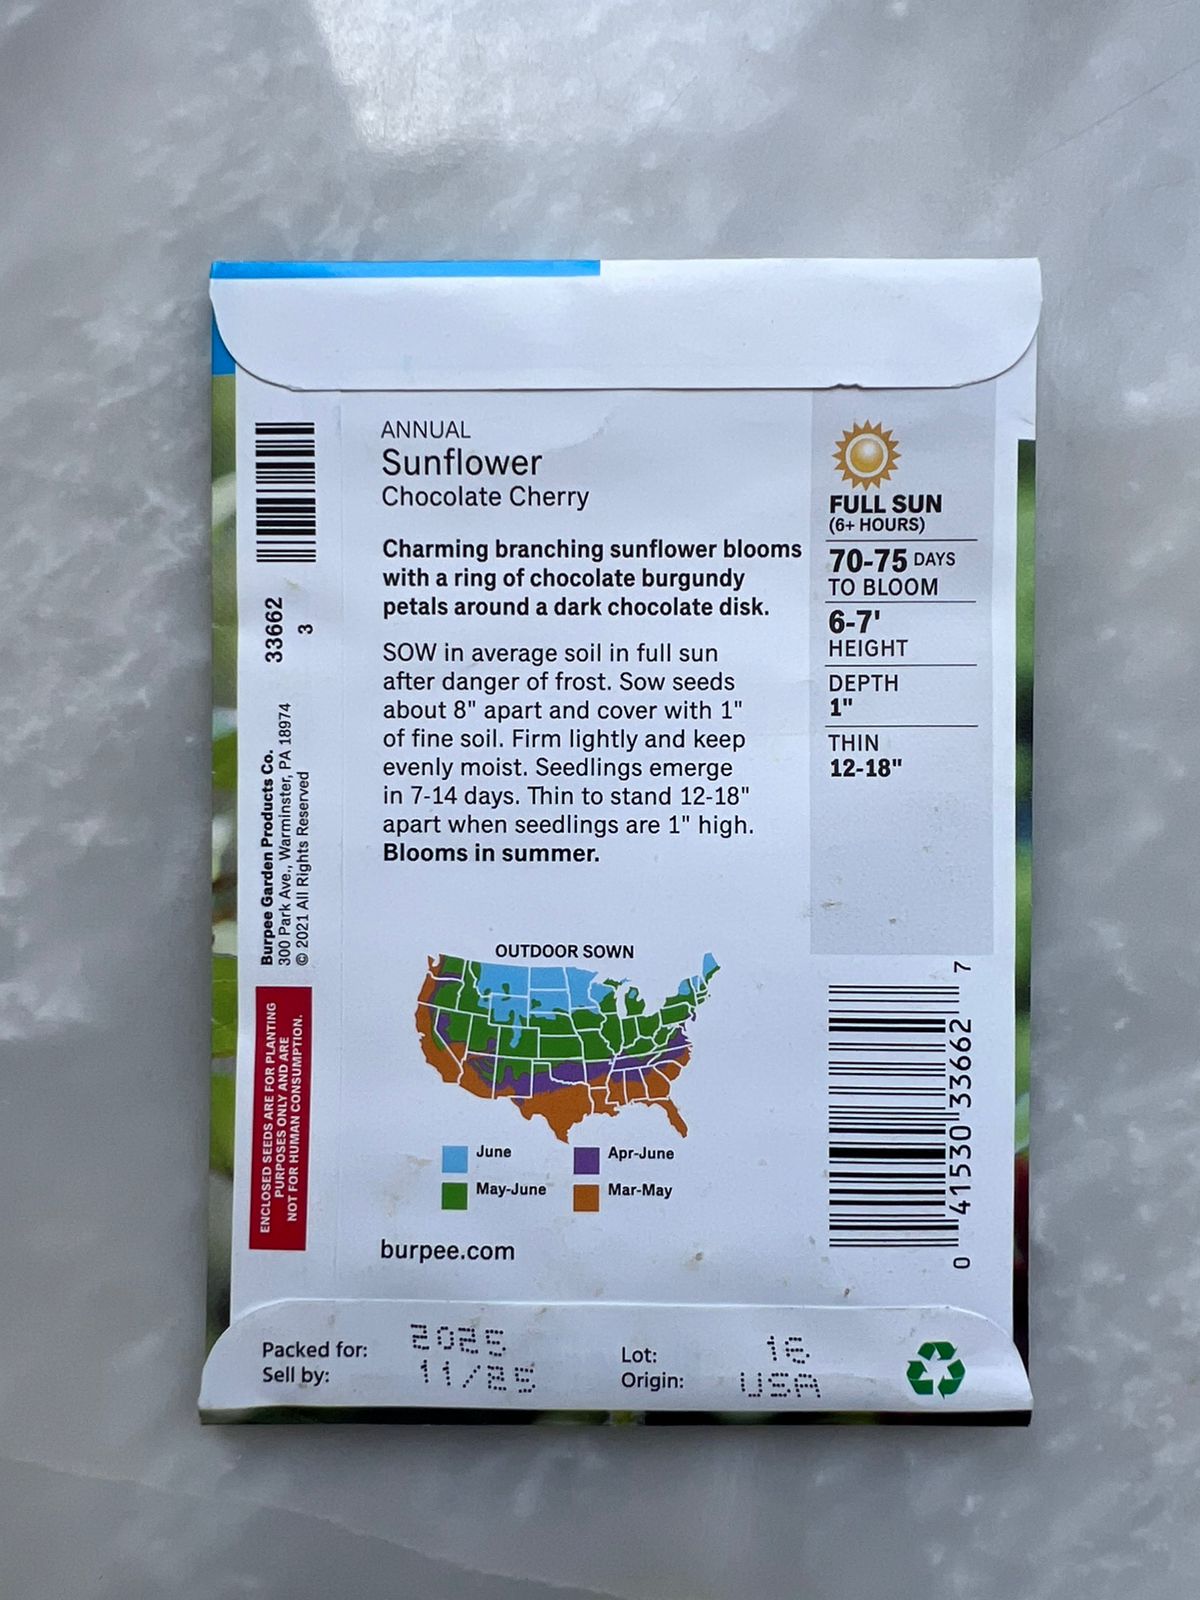 ANNUAL
Sunflower
Chocolate Cherry
Charming branching sunflower blooms
with a ring of chocolate burgundy
petals around a dark chocolate disk.
SOW in average soil in full sun
after danger of frost. Sow seeds
about 8" apart and cover with 1"
of fine soil. Firm lightly and keep
evenly moist. Seedlings emerge
in 7-14 days. Thin to stand 12-18"
apart when seedlings are 1" high.
Blooms in summer.
FULL SUN
(6+ HOURS)
70-75 DAYS
TO BLOOM
6-7'
HEIGHT
DEPTH
1"
THIN
12-18"
33662
3
Burpee Garden Products Co.
300 Park Ave., Warminster, PA 18974
© 2021 All Rights Reserved
ENCLOSED SEEDS ARE FOR PLANTING
PURPOSES ONLY AND ARE
NOT FOR HUMAN CONSUMPTION.
OUTDOOR SOWN
June
Apr-June
May-June
Mar-May
burpee.com
0 41530 33662 7
Packed for: 2025
Sell by: 11/25
Lot: 16
Origin: USA